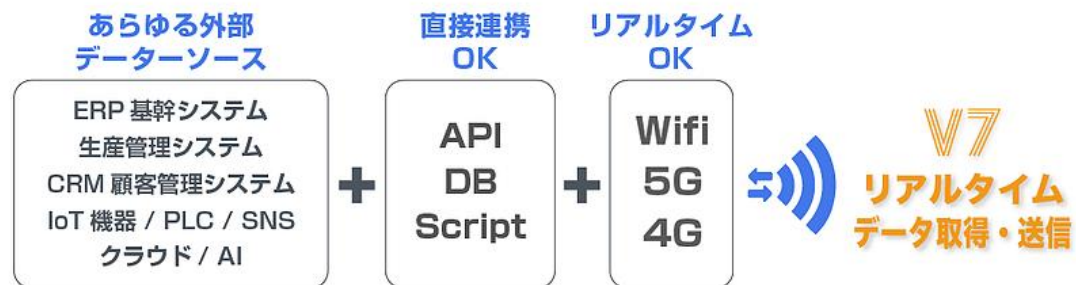 あらゆる外部
データーソース
ERP 基幹システム
生産管理システム
CRM 顧客管理システム
IoT 機器 / PLC / SNS
クラウド / AI
+
直接連携
OK
API
DB
Script
+
リアルタイム
OK
Wifi
5G
4G
V7
リアルタイム
データ取得・送信